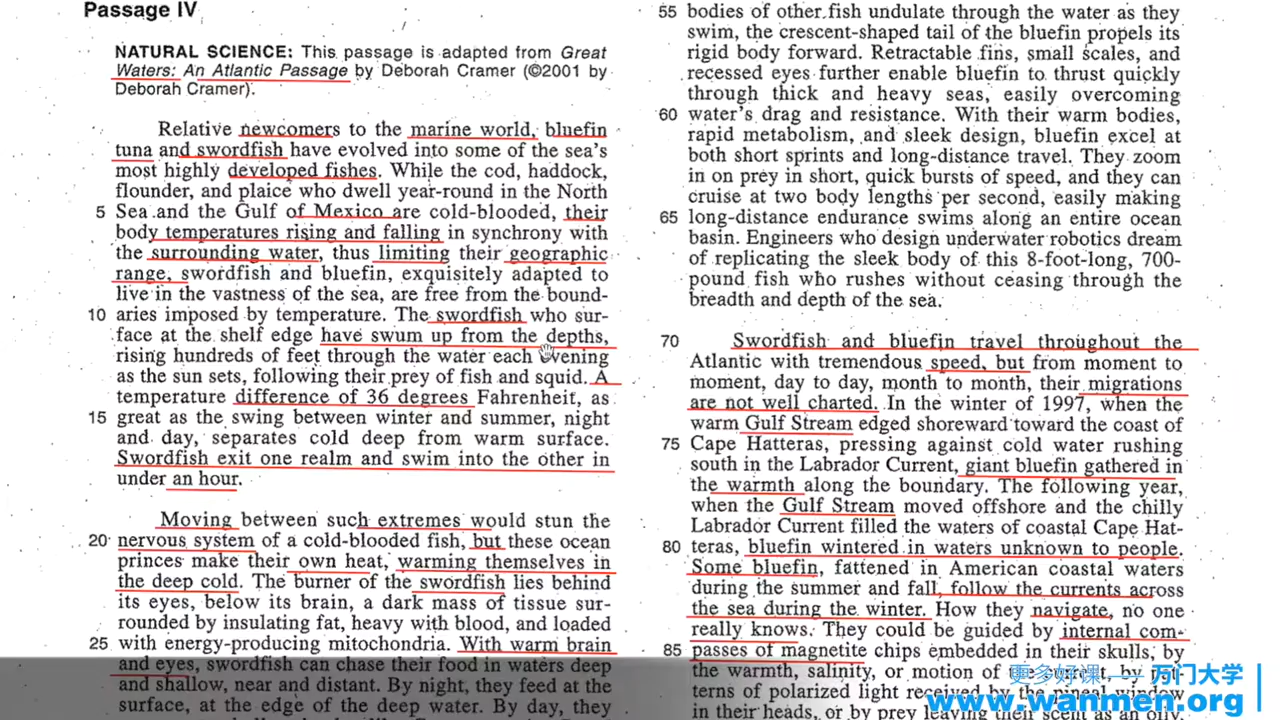 Passage IV
NATURAL SCIENCE: This passage is adapted from Great
Waters: An Atlantic Passage by Deborah Cramer (©2001 by
Deborah Cramer).
Relative newcomers to the marine world, bluefin
tuna and swordfish have evolved into some of the sea's
most highly developed fishes. While the cod, haddock,
flounder, and plaice who dwell year-round in the North
5 Sea and the Gulf of Mexico are cold-blooded, their
body temperatures rising and falling in synchrony with
the surrounding water, thus limiting their geographic
range, swordfish and bluefin, exquisitely adapted to
live in the vastness of the sea, are free from the bound-
10 aries imposed by temperature. The swordfish who sur-
face at the shelf edge have swum up from the depths,
rising hundreds of feet through the water each evening
as the sun sets, following their prey of fish and squid. A
temperature difference of 36 degrees Fahrenheit, as
15 great as the swing between winter and summer, night
and day, separates cold deep from warm surface.
Swordfish exit one realm and swim into the other in
under an hour.
Moving between such extremes would stun the
20 nervous system of a cold-blooded fish, but these ocean
princes make their own heat, warming themselves in
the deep cold. The burner of the swordfish lies behind
its eyes, below its brain, a dark mass of tissue sur-
rounded by insulating fat, heavy with blood, and loaded
25 with energy-producing mitochondria. With warm brain
and eyes, swordfish can chase their food in waters deep
and shallow, near and distant. By night, they feed at the
surface, at the edge of the deep water. By day, they
55 bodies of other fish undulate through the water as they
swim, the crescent-shaped tail of the bluefin propels its
rigid body forward. Retractable fins, small scales, and
recessed eyes further enable bluefin to thrust quickly
through thick and heavy seas, easily overcoming
60 water's drag and resistance. With their warm bodies,
rapid metabolism, and sleek design, bluefin excel at
both short sprints and long-distance travel. They zoom
in on prey in short, quick bursts of speed, and they can
cruise at two body lengths per second, easily making
65 long-distance endurance swims along an entire ocean
basin. Engineers who design underwater robotics dream
of replicating the sleek body of this 8-foot-long, 700-
pound fish who rushes without ceasing through the
breadth and depth of the sea.
70 Swordfish and bluefin travel throughout the
Atlantic with tremendous speed, but from moment to
moment, day to day, month to month, their migrations
are not well charted. In the winter of 1997, when the
warm Gulf Stream edged shoreward toward the coast of
75 Cape Hatteras, pressing against cold water rushing
south in the Labrador Current, giant bluefin gathered in
the warmth along the boundary. The following year,
when the Gulf Stream moved offshore and the chilly
Labrador Current filled the waters of coastal Cape Hat-
80 teras, bluefin wintered in waters unknown to people.
Some bluefin, fattened in American coastal waters
during the summer and fall, follow the currents across
the sea during the winter. How they navigate, no one
really knows. They could be guided by internal com-
85 passes of magnetite chips embedded in their skulls, by
the warmth, salinity, or motion of the current, by pat-
terns of polarized light received by the pineal window
in their heads, or by prey leaving their scent
更多好课 —— 万门大学
www.wanmen.org